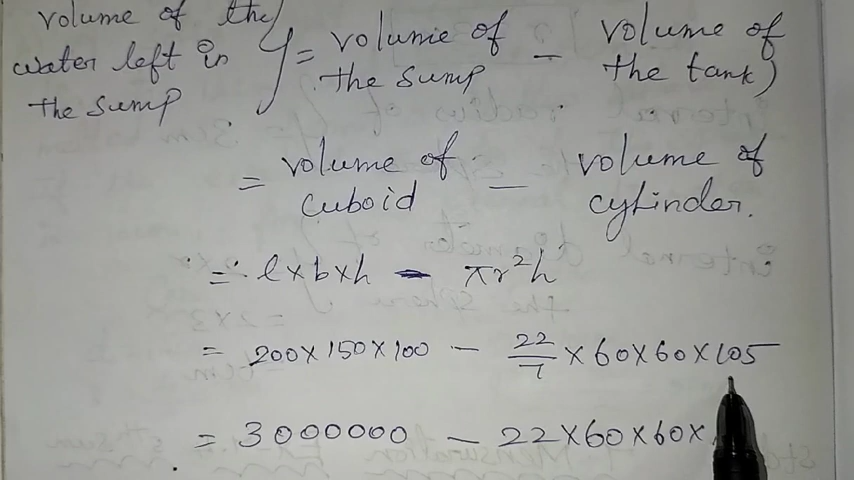 volume of the
water left in } = volume of the sump - volume of the tank)
the sump
= volume of cuboid - volume of cylinder.
= l×b×h - πr²h
= 200×150×100 - 22/7 ×60×60×105
= 3000000 - 22×60×60×